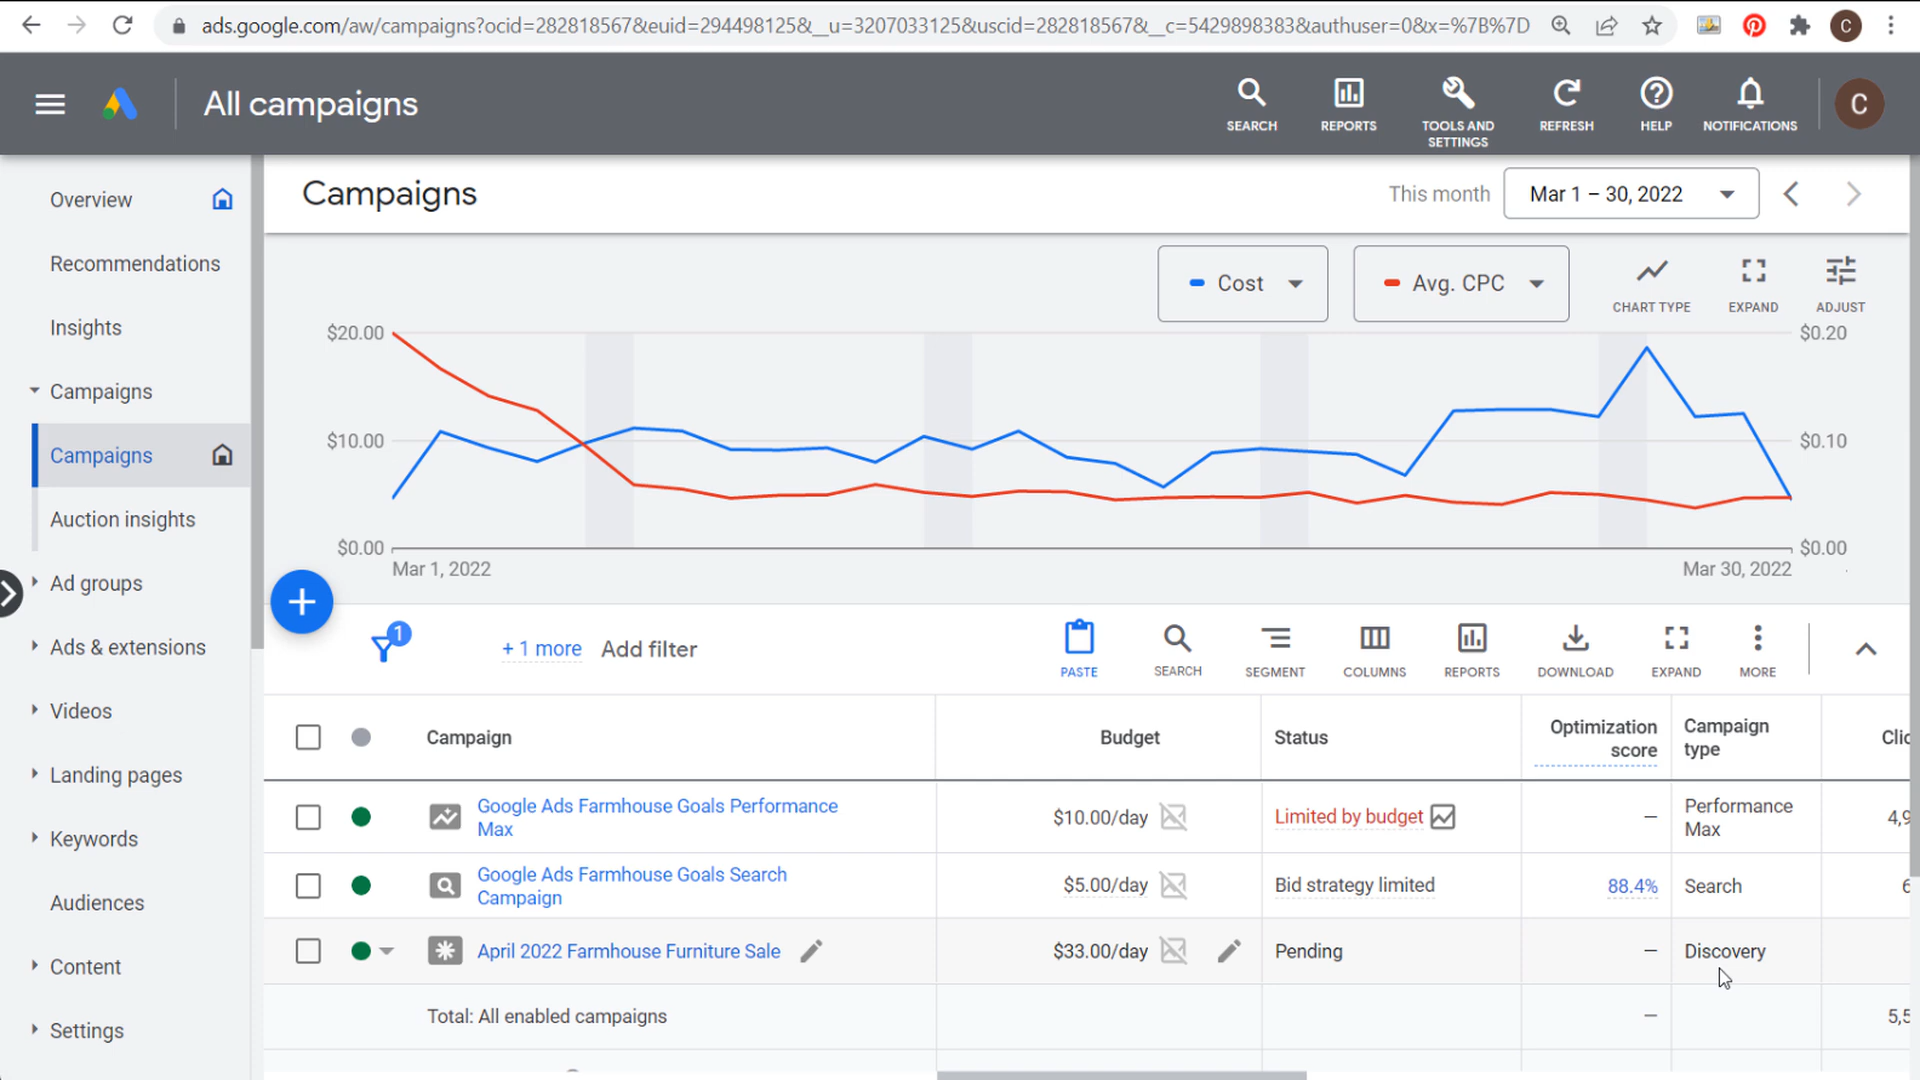 ads.google.com/aw/campaigns?ocid=282818567&euid=294498125&__u=3207033125&uscid=282818567&__c=5429898383&authuser=0&x=%7B%7D
C
All campaigns
SEARCH
REPORTS
TOOLS AND
SETTINGS
REFRESH
HELP
NOTIFICATIONS
C
Overview
Recommendations
Insights
Campaigns
Campaigns
Auction insights
Ad groups
Ads & extensions
Videos
Landing pages
Keywords
Audiences
Content
Settings
Campaigns
This month
Mar 1 – 30, 2022
Cost
Avg. CPC
CHART TYPE
EXPAND
ADJUST
$20.00
$0.20
$10.00
$0.10
$0.00
$0.00
Mar 1, 2022
Mar 30, 2022
1
+ 1 more
Add filter
PASTE
SEARCH
SEGMENT
COLUMNS
REPORTS
DOWNLOAD
EXPAND
MORE
Campaign
Budget
Status
Optimization
score
Campaign
type
Clic
Google Ads Farmhouse Goals Performance
Max
$10.00/day
Limited by budget
—
Performance
Max
4,9
Google Ads Farmhouse Goals Search
Campaign
$5.00/day
Bid strategy limited
88.4%
Search
6
April 2022 Farmhouse Furniture Sale
$33.00/day
Pending
—
Discovery
Total: All enabled campaigns
—
5,5